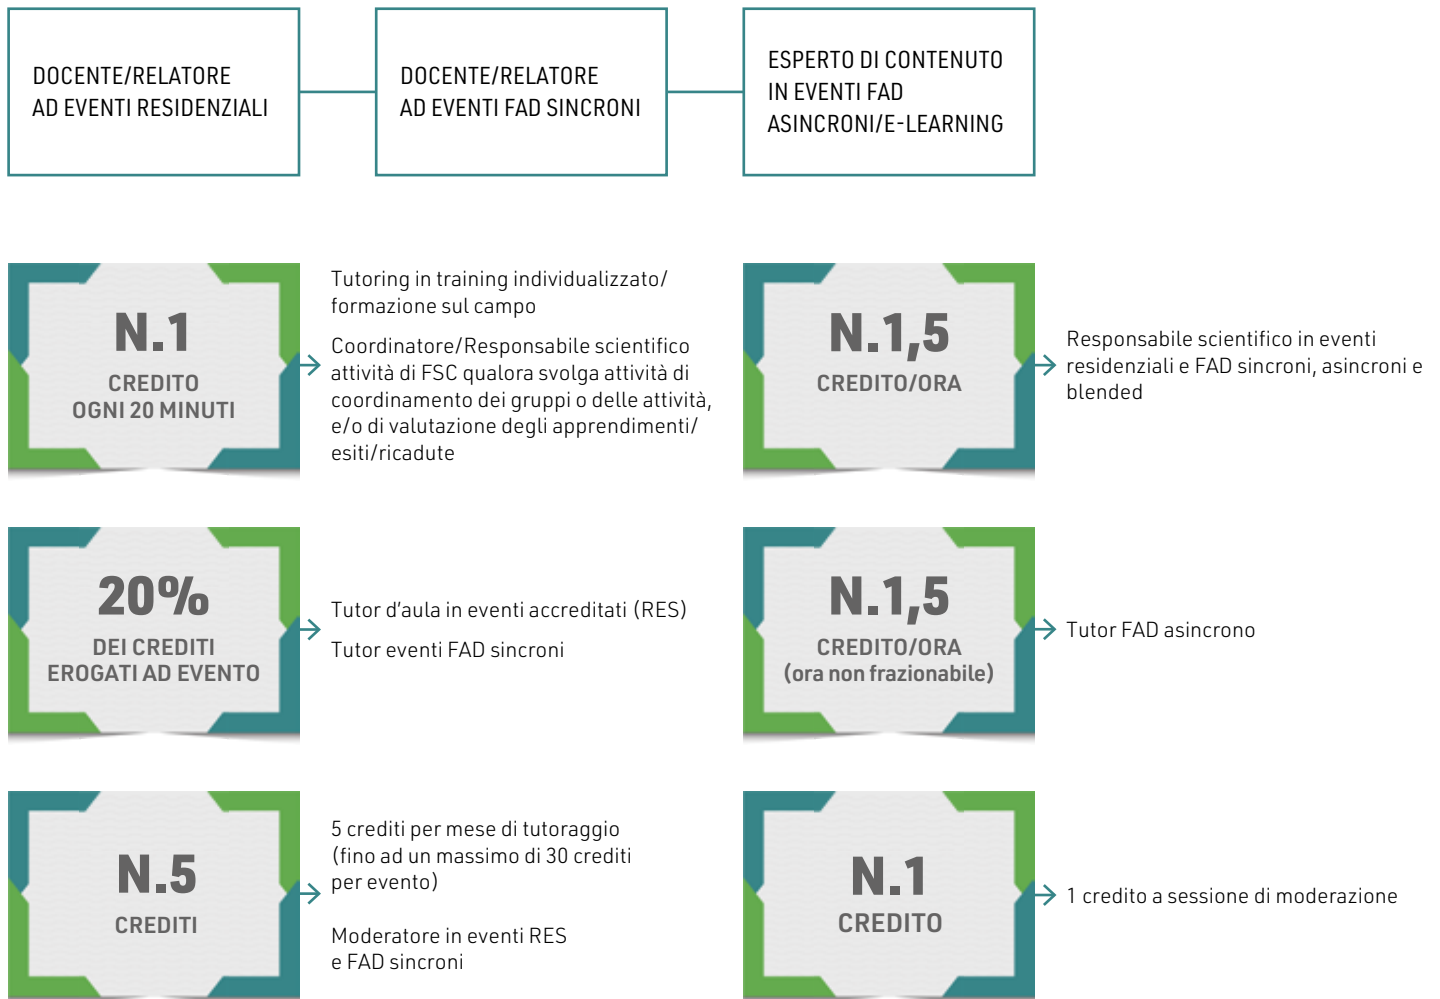 DOCENTE/RELATORE
AD EVENTI RESIDENZIALI
DOCENTE/RELATORE
AD EVENTI FAD SINCRONI
ESPERTO DI CONTENUTO
IN EVENTI FAD
ASINCRONI/E-LEARNING
N.1
CREDITO
OGNI 20 MINUTI
Tutoring in training individualizzato/
formazione sul campo
Coordinatore/Responsabile scientifico
attività di FSC qualora svolga attività di
coordinamento dei gruppi o delle attività,
e/o di valutazione degli apprendimenti/
esiti/ricadute
N.1,5
CREDITO/ORA
Responsabile scientifico in eventi
residenziali e FAD sincroni, asincroni e
blended
20%
DEI CREDITI
EROGATI AD EVENTO
Tutor d'aula in eventi accreditati (RES)
Tutor eventi FAD sincroni
N.1,5
CREDITO/ORA
(ora non frazionabile)
Tutor FAD asincrono
N.5
CREDITI
5 crediti per mese di tutoraggio
(fino ad un massimo di 30 crediti
per evento)
Moderatore in eventi RES
e FAD sincroni
N.1
CREDITO
1 credito a sessione di moderazione